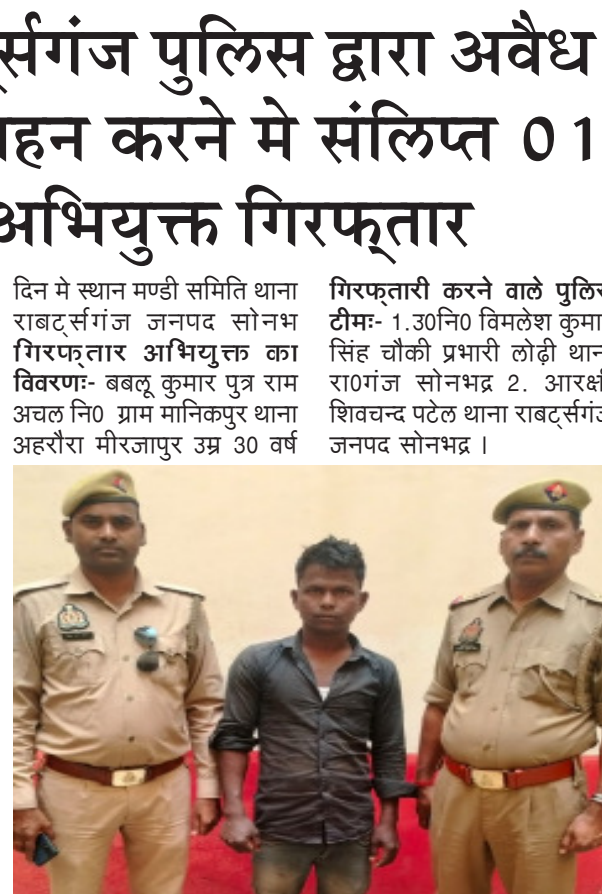 र्सगंज पुलिस द्वारा अवैध
हन करने मे संलिप्त 01
अभियुक्त गिरफ्तार
दिन मे स्थान मण्डी समिति थाना
राबर्ट्सगंज जनपद सोनभ
गिरफ्तार अभियुक्त का
विवरणः- बबलू कुमार पुत्र राम
अचल नि0 ग्राम मानिकपुर थाना
अहरौरा मीरजापुर उम्र 30 वर्ष
गिरफ्तारी करने वाले पुलिस
टीमः- 1.30नि0 विमलेश कुमा
सिंह चौकी प्रभारी लोढ़ी थान
रा0गंज सोनभद्र 2. आरक्षी
शिवचन्द पटेल थाना राबर्ट्सगंज
जनपद सोनभद्र ।